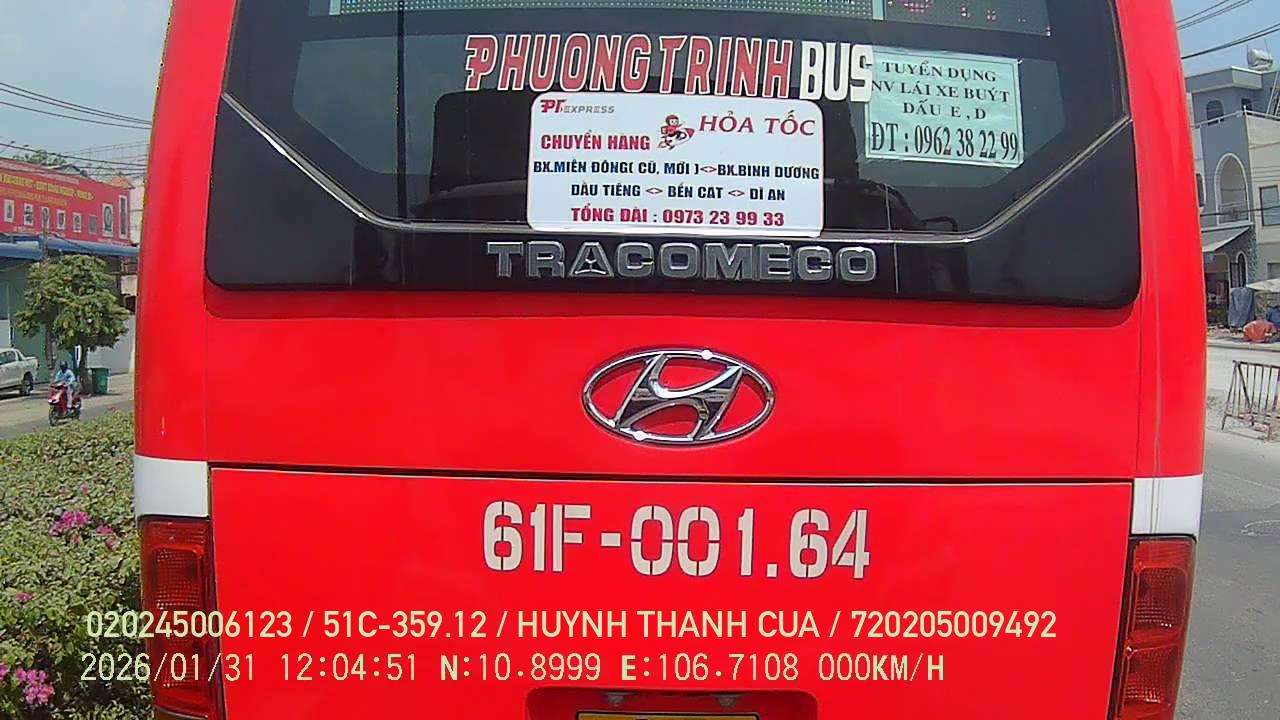 PHUONGTRINH BUS
TUYỂN DỤNG
NV LÁI XE BUÝT
DẤU E , D
ĐT : 0962 38 22 99
PT EXPRESS
HỎA TỐC
CHUYỂN HÀNG
BX.MIỀN ĐÔNG( CŨ, MỚI )<>BX.BÌNH DƯƠNG
DẦU TIẾNG <> BẾN CÁT <> DĨ AN
TỔNG ĐÀI : 0973 23 99 33
TRACOMECO
61F-001.64
020245006123 / 51C-359.12 / HUYNH THANH CUA / 720205009492
2026/01/31 12:04:51 N:10.8999 E:106.7108 000KM/H